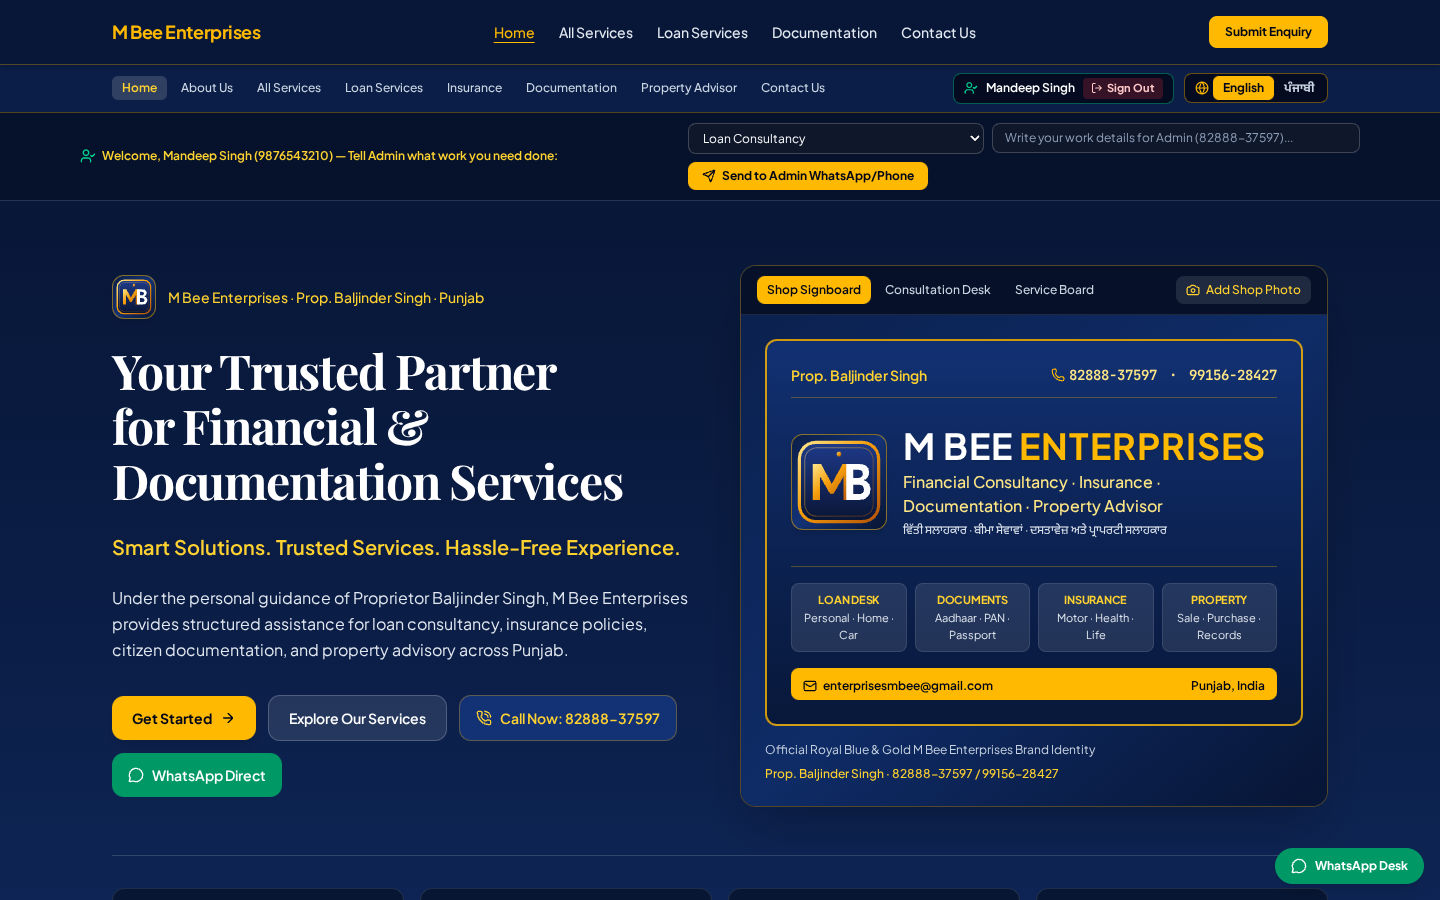 M Bee Enterprises
Home All Services Loan Services Documentation Contact Us
Submit Enquiry
Home About Us All Services Loan Services Insurance Documentation Property Advisor Contact Us
Mandeep Singh Sign Out
English ਪੰਜਾਬੀ
Welcome, Mandeep Singh (9876543210) — Tell Admin what work you need done:
Loan Consultancy
Write your work details for Admin (82888-37597)...
Send to Admin WhatsApp/Phone
MB
M Bee Enterprises · Prop. Baljinder Singh · Punjab
Your Trusted Partner
for Financial &
Documentation Services
Smart Solutions. Trusted Services. Hassle-Free Experience.
Under the personal guidance of Proprietor Baljinder Singh, M Bee Enterprises
provides structured assistance for loan consultancy, insurance policies,
citizen documentation, and property advisory across Punjab.
Get Started
Explore Our Services
Call Now: 82888-37597
WhatsApp Direct
Shop Signboard Consultation Desk Service Board
Add Shop Photo
Prop. Baljinder Singh
82888-37597 · 99156-28427
MB
M BEE ENTERPRISES
Financial Consultancy · Insurance ·
Documentation · Property Advisor
ਵਿੱਤੀ ਸਲਾਹਕਾਰ · ਬੀਮਾ ਸੇਵਾਵਾਂ · ਦਸਤਾਵੇਜ਼ ਅਤੇ ਪ੍ਰਾਪਰਟੀ ਸਲਾਹਕਾਰ
LOAN DESK
Personal · Home ·
Car
DOCUMENTS
Aadhaar · PAN ·
Passport
INSURANCE
Motor · Health ·
Life
PROPERTY
Sale · Purchase ·
Records
enterprisesmbee@gmail.com
Punjab, India
Official Royal Blue & Gold M Bee Enterprises Brand Identity
Prop. Baljinder Singh · 82888-37597 / 99156-28427
WhatsApp Desk